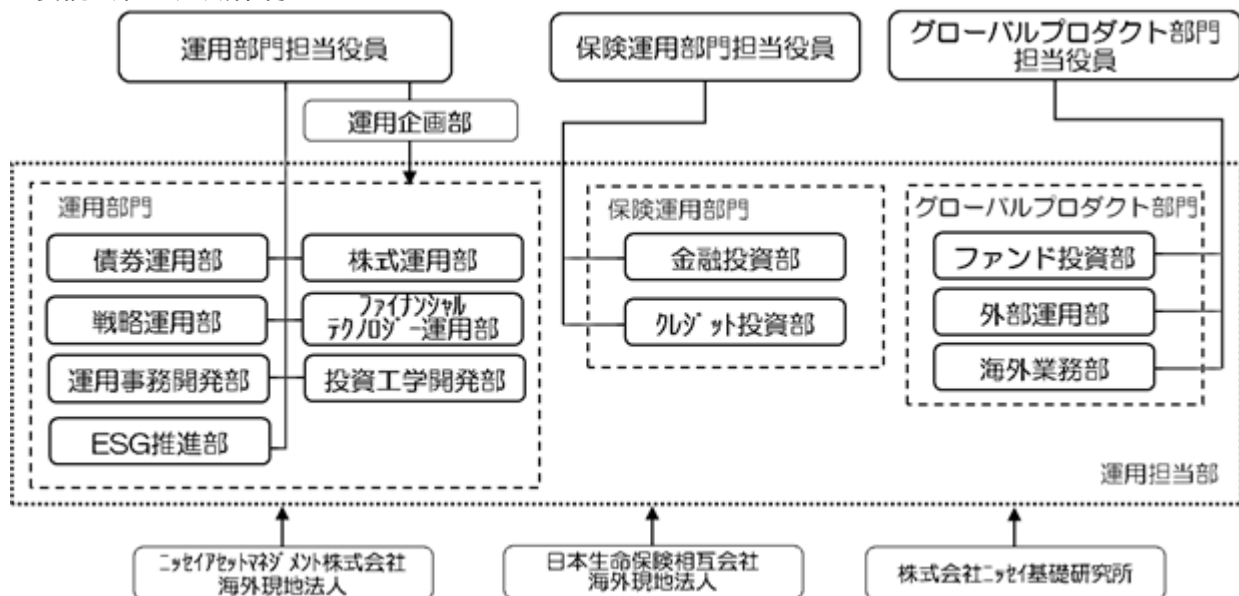 運用部門担当役員
保険運用部門担当役員
グローバルプロダクト部門
担当役員
運用企画部
運用部門
債券運用部
株式運用部
戦略運用部
ファイナンシャル
テクノロジー運用部
運用事務開発部
投資工学開発部
ESG推進部
保険運用部門
金融投資部
クレジット投資部
グローバルプロダクト部門
ファンド投資部
外部運用部
海外業務部
運用担当部
ニッセイアセットマネジメント株式会社
海外現地法人
日本生命保険相互会社
海外現地法人
株式会社ニッセイ基礎研究所